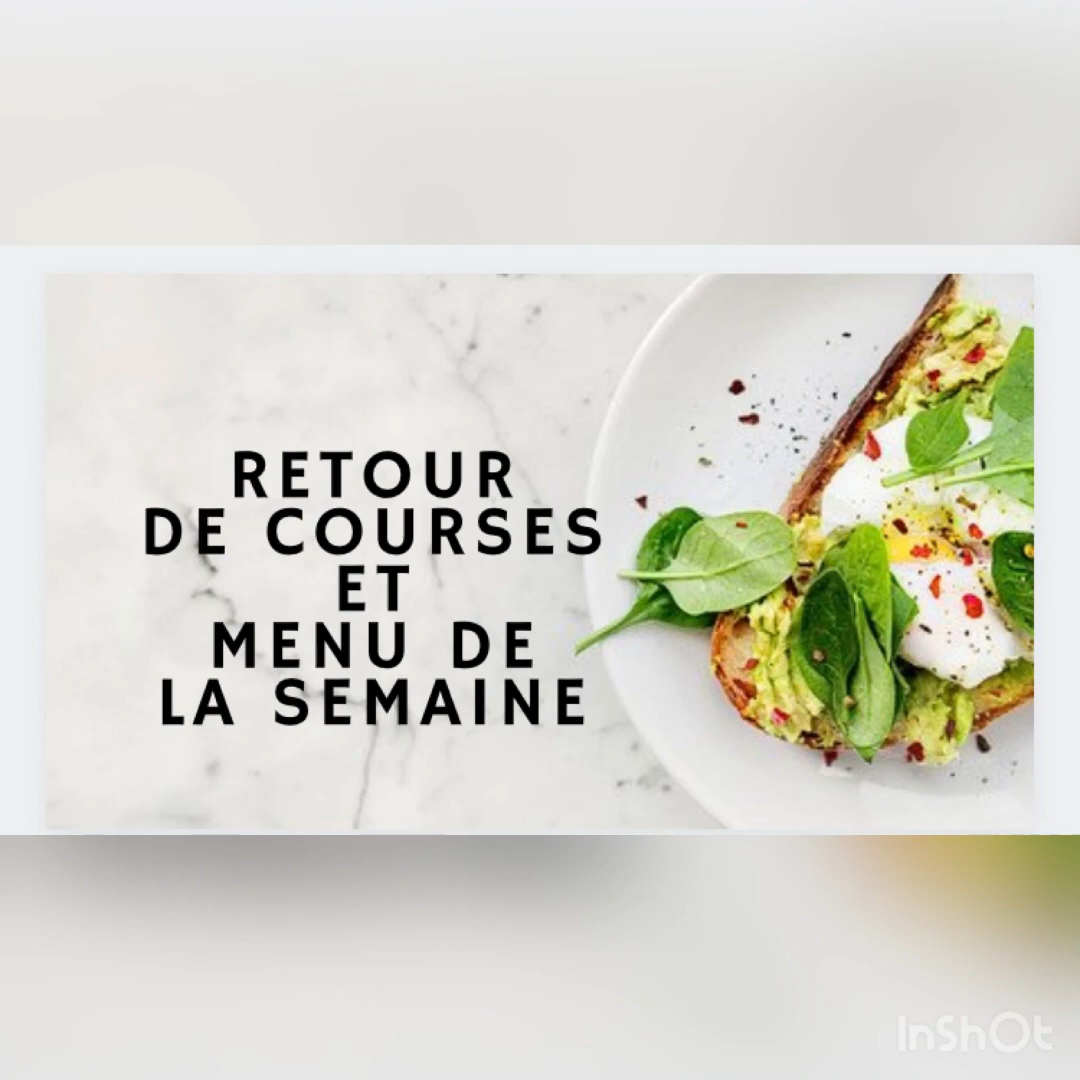 RETOUR
DE COURSES
ET
MENU DE
LA SEMAINE
InShOt